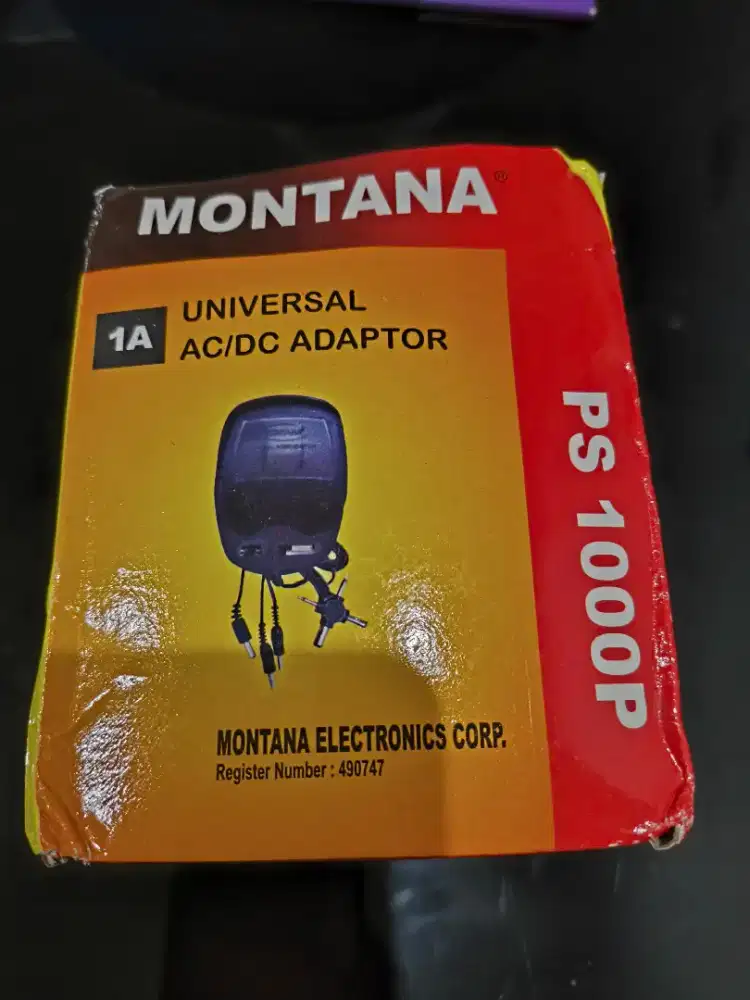 MONTANA®
1A
UNIVERSAL
AC/DC ADAPTOR
PS 1000P
MONTANA ELECTRONICS CORP.
Register Number : 490747